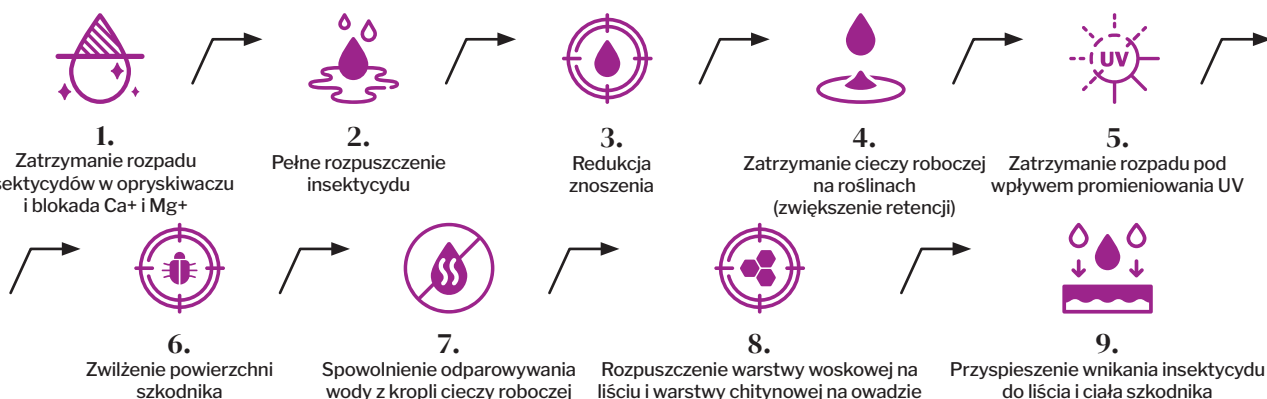 UV
1.
Zatrzymanie rozpadu
sektycydów w opryskiwaczu
i blokada Ca+ i Mg+
2.
Pełne rozpuszczenie
insektycydu
3.
Redukcja
znoszenia
4.
Zatrzymanie cieczy roboczej
na roślinach
(zwiększenie retencji)
5.
Zatrzymanie rozpadu pod
wpływem promieniowania UV
6.
Zwilżenie powierzchni
szkodnika
7.
Spowolnienie odparowywania
wody z kropli cieczy roboczej
8.
Rozpuszczenie warstwy woskowej na
liściu i warstwy chitynowej na owadzie
9.
Przyspieszenie wnikania insektycydu
do liścia i ciała szkodnika